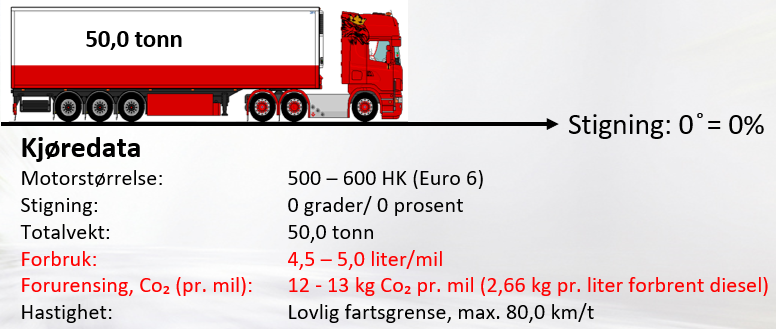 50,0 tonn
Stigning: 0˚= 0%
Kjøredata
Motorstørrelse: 500 – 600 HK (Euro 6)
Stigning: 0 grader/ 0 prosent
Totalvekt: 50,0 tonn
Forbruk: 4,5 – 5,0 liter/mil
Forurensing, Co₂ (pr. mil): 12 - 13 kg Co₂ pr. mil (2,66 kg pr. liter forbrent diesel)
Hastighet: Lovlig fartsgrense, max. 80,0 km/t